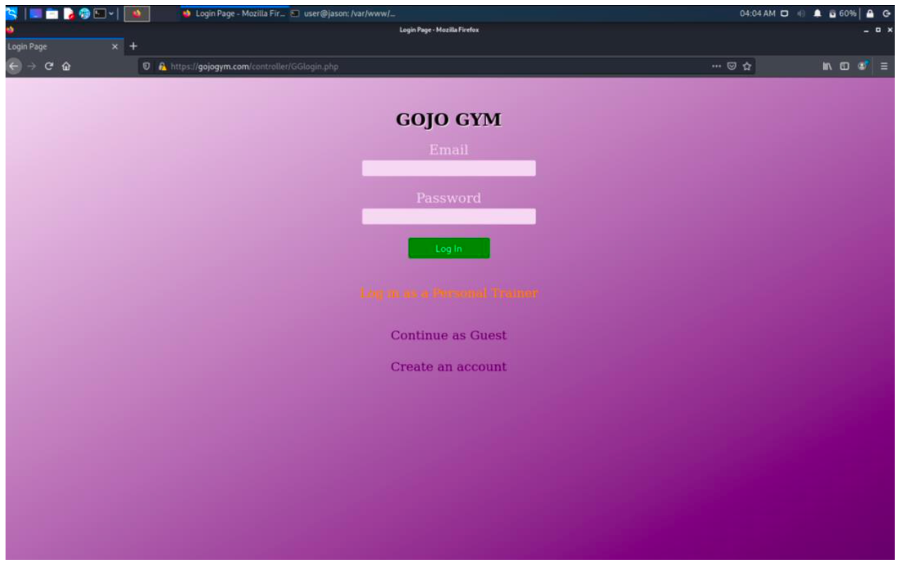 Login Page - Mozilla Fir... user@jason: /var/www/... 04:04 AM 60% G
Login Page - Mozilla Firefox
Login Page
https://gojogym.com/controller/GGlogin.php
GOJO GYM
Email
Password
Log In
Log in as a Personal Trainer
Continue as Guest
Create an account